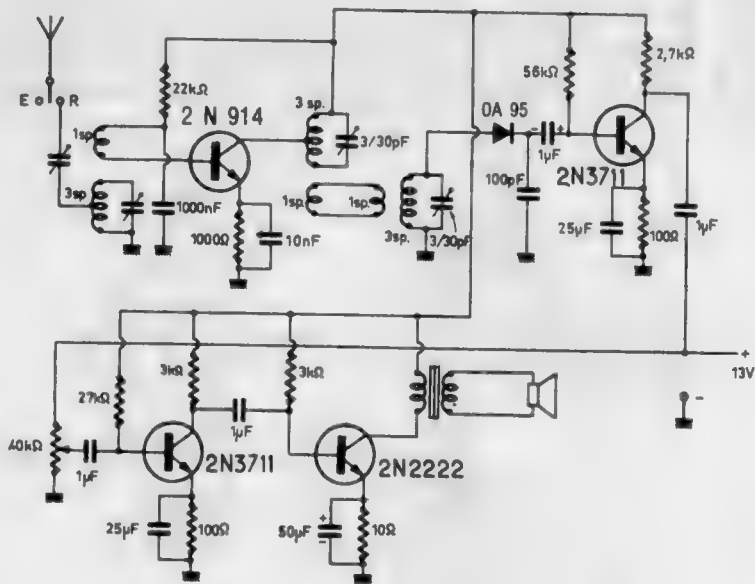 2,7kΩ
56kΩ
22kΩ
E
R
2 N 914
3 sp.
3/30pF
OA 95
1sp
- +
1µF
2N3711
3sp
1000nF
1000Ω
10nF
1sp.
1sp.
100pF
3sp.
3/30pF
25µF
100Ω
1µF
+
13V
-
27kΩ
3kΩ
3kΩ
40kΩ
1µF
1µF
2N3711
2N2222
25µF
100Ω
+
50µF
-
10Ω